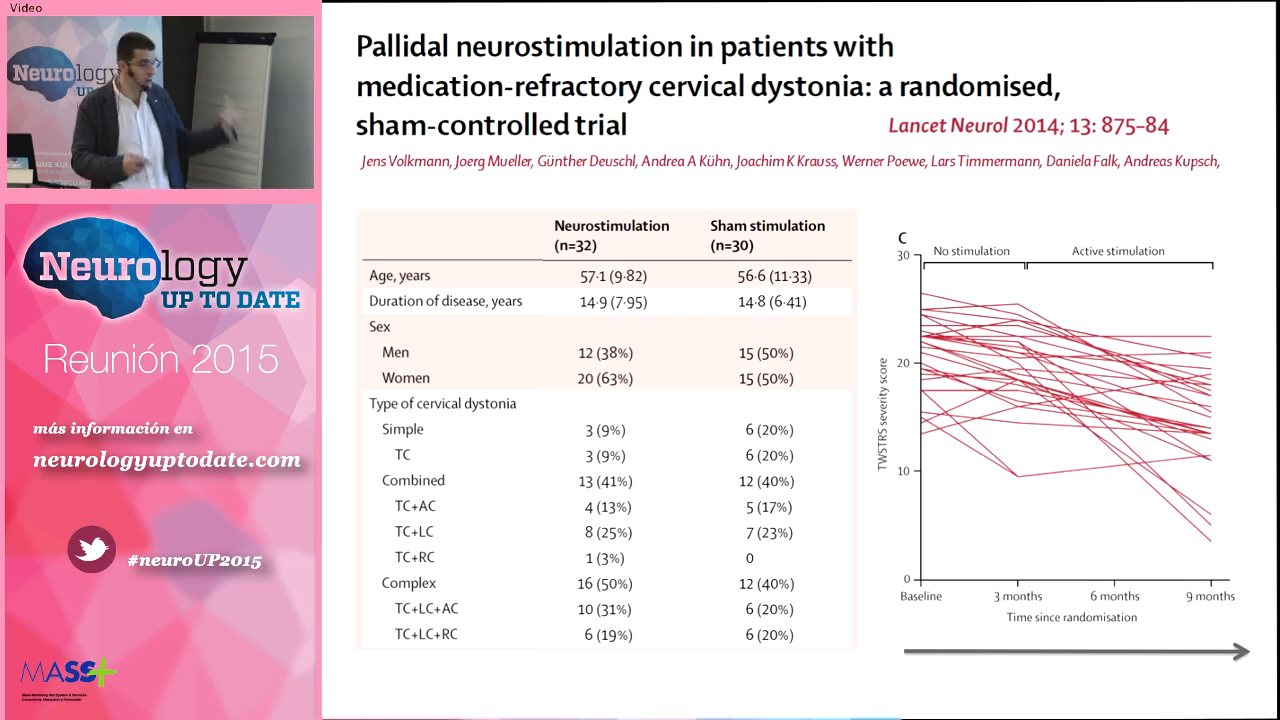 Video
Neurology
UP
Neurology
UP TO DATE
Reunión 2015
más información en
neurologyuptodate.com
#neuroUP2015
MASS+
Pallidal neurostimulation in patients with
medication-refractory cervical dystonia: a randomised,
sham-controlled trial
Lancet Neurol 2014; 13: 875–84
Jens Volkmann, Joerg Mueller, Günther Deuschl, Andrea A Kühn, Joachim K Krauss, Werner Poewe, Lars Timmermann, Daniela Falk, Andreas Kupsch,
Neurostimulation (n=32) Sham stimulation (n=30)
Age, years 57·1 (9·82) 56·6 (11·33)
Duration of disease, years 14·9 (7·95) 14·8 (6·41)
Sex
Men 12 (38%) 15 (50%)
Women 20 (63%) 15 (50%)
Type of cervical dystonia
Simple 3 (9%) 6 (20%)
TC 3 (9%) 6 (20%)
Combined 13 (41%) 12 (40%)
TC+AC 4 (13%) 5 (17%)
TC+LC 8 (25%) 7 (23%)
TC+RC 1 (3%) 0
Complex 16 (50%) 12 (40%)
TC+LC+AC 10 (31%) 6 (20%)
TC+LC+RC 6 (19%) 6 (20%)
C
No stimulation Active stimulation
30
20
10
0
TWSTRS severity score
Baseline 3 months 6 months 9 months
Time since randomisation